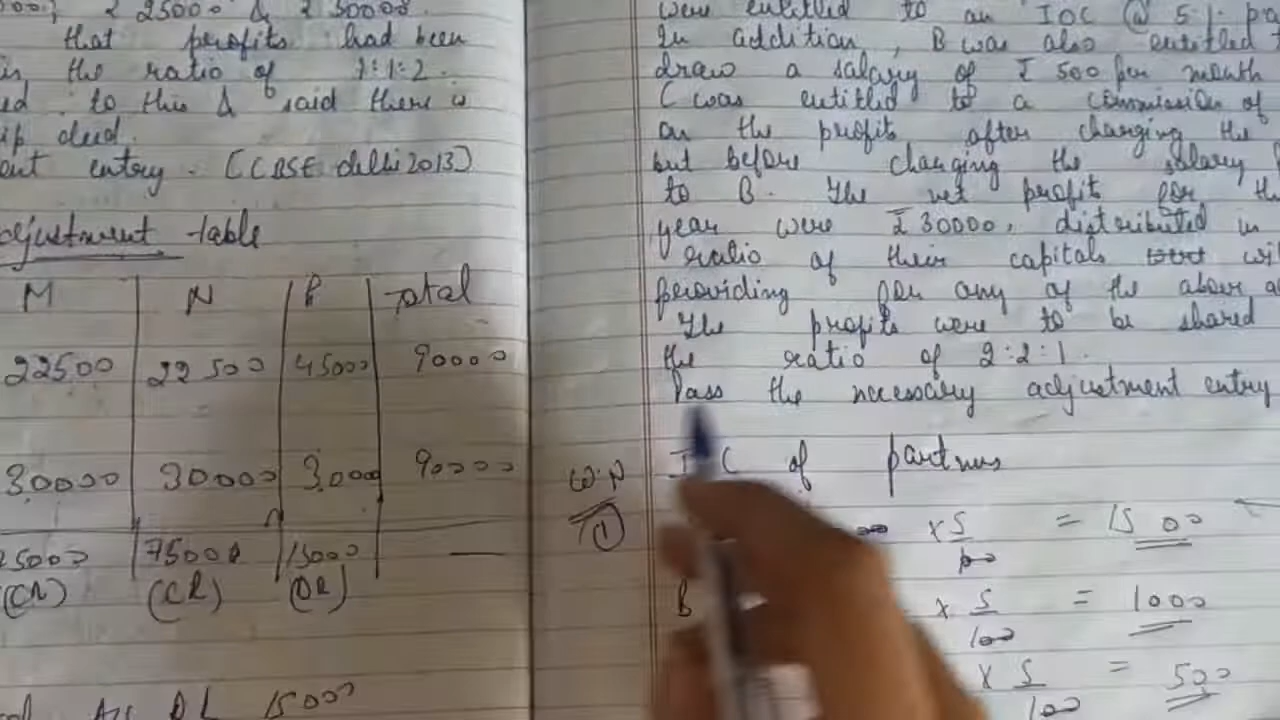 ₹ 25000 &
that profits had been
in the ratio of 1:1:2.
to this & said there is
deed.
entry. (CBSE delhi 2013)
adjustment table
M N P Total
22500 22500 45000 90000
30000 30000 30000 90000
75000 15000
(CR) (CR) (DR)
A/c Dr 15000
were entitled to an IOC @ 5%
In addition, B was also entitled
draw a salary of ₹ 500 per month
C was entitled to a commission of
on the profits after charging the
but before charging the salary
to B. The net profit for the
year were ₹ 30000, distributed in
ratio of their capitals
providing for any of the above
The profits were to be shared
the ratio of 2:2:1.
Pass the necessary adjustment entry
W.N
①
of partners
x 5/100 = 1500
B x 5/100 = 1000
x 5/100 = 500